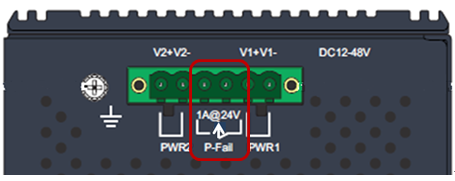 V2+V2- V1+V1- DC12-48V
1A@24V
PWR2 P-Fail PWR1